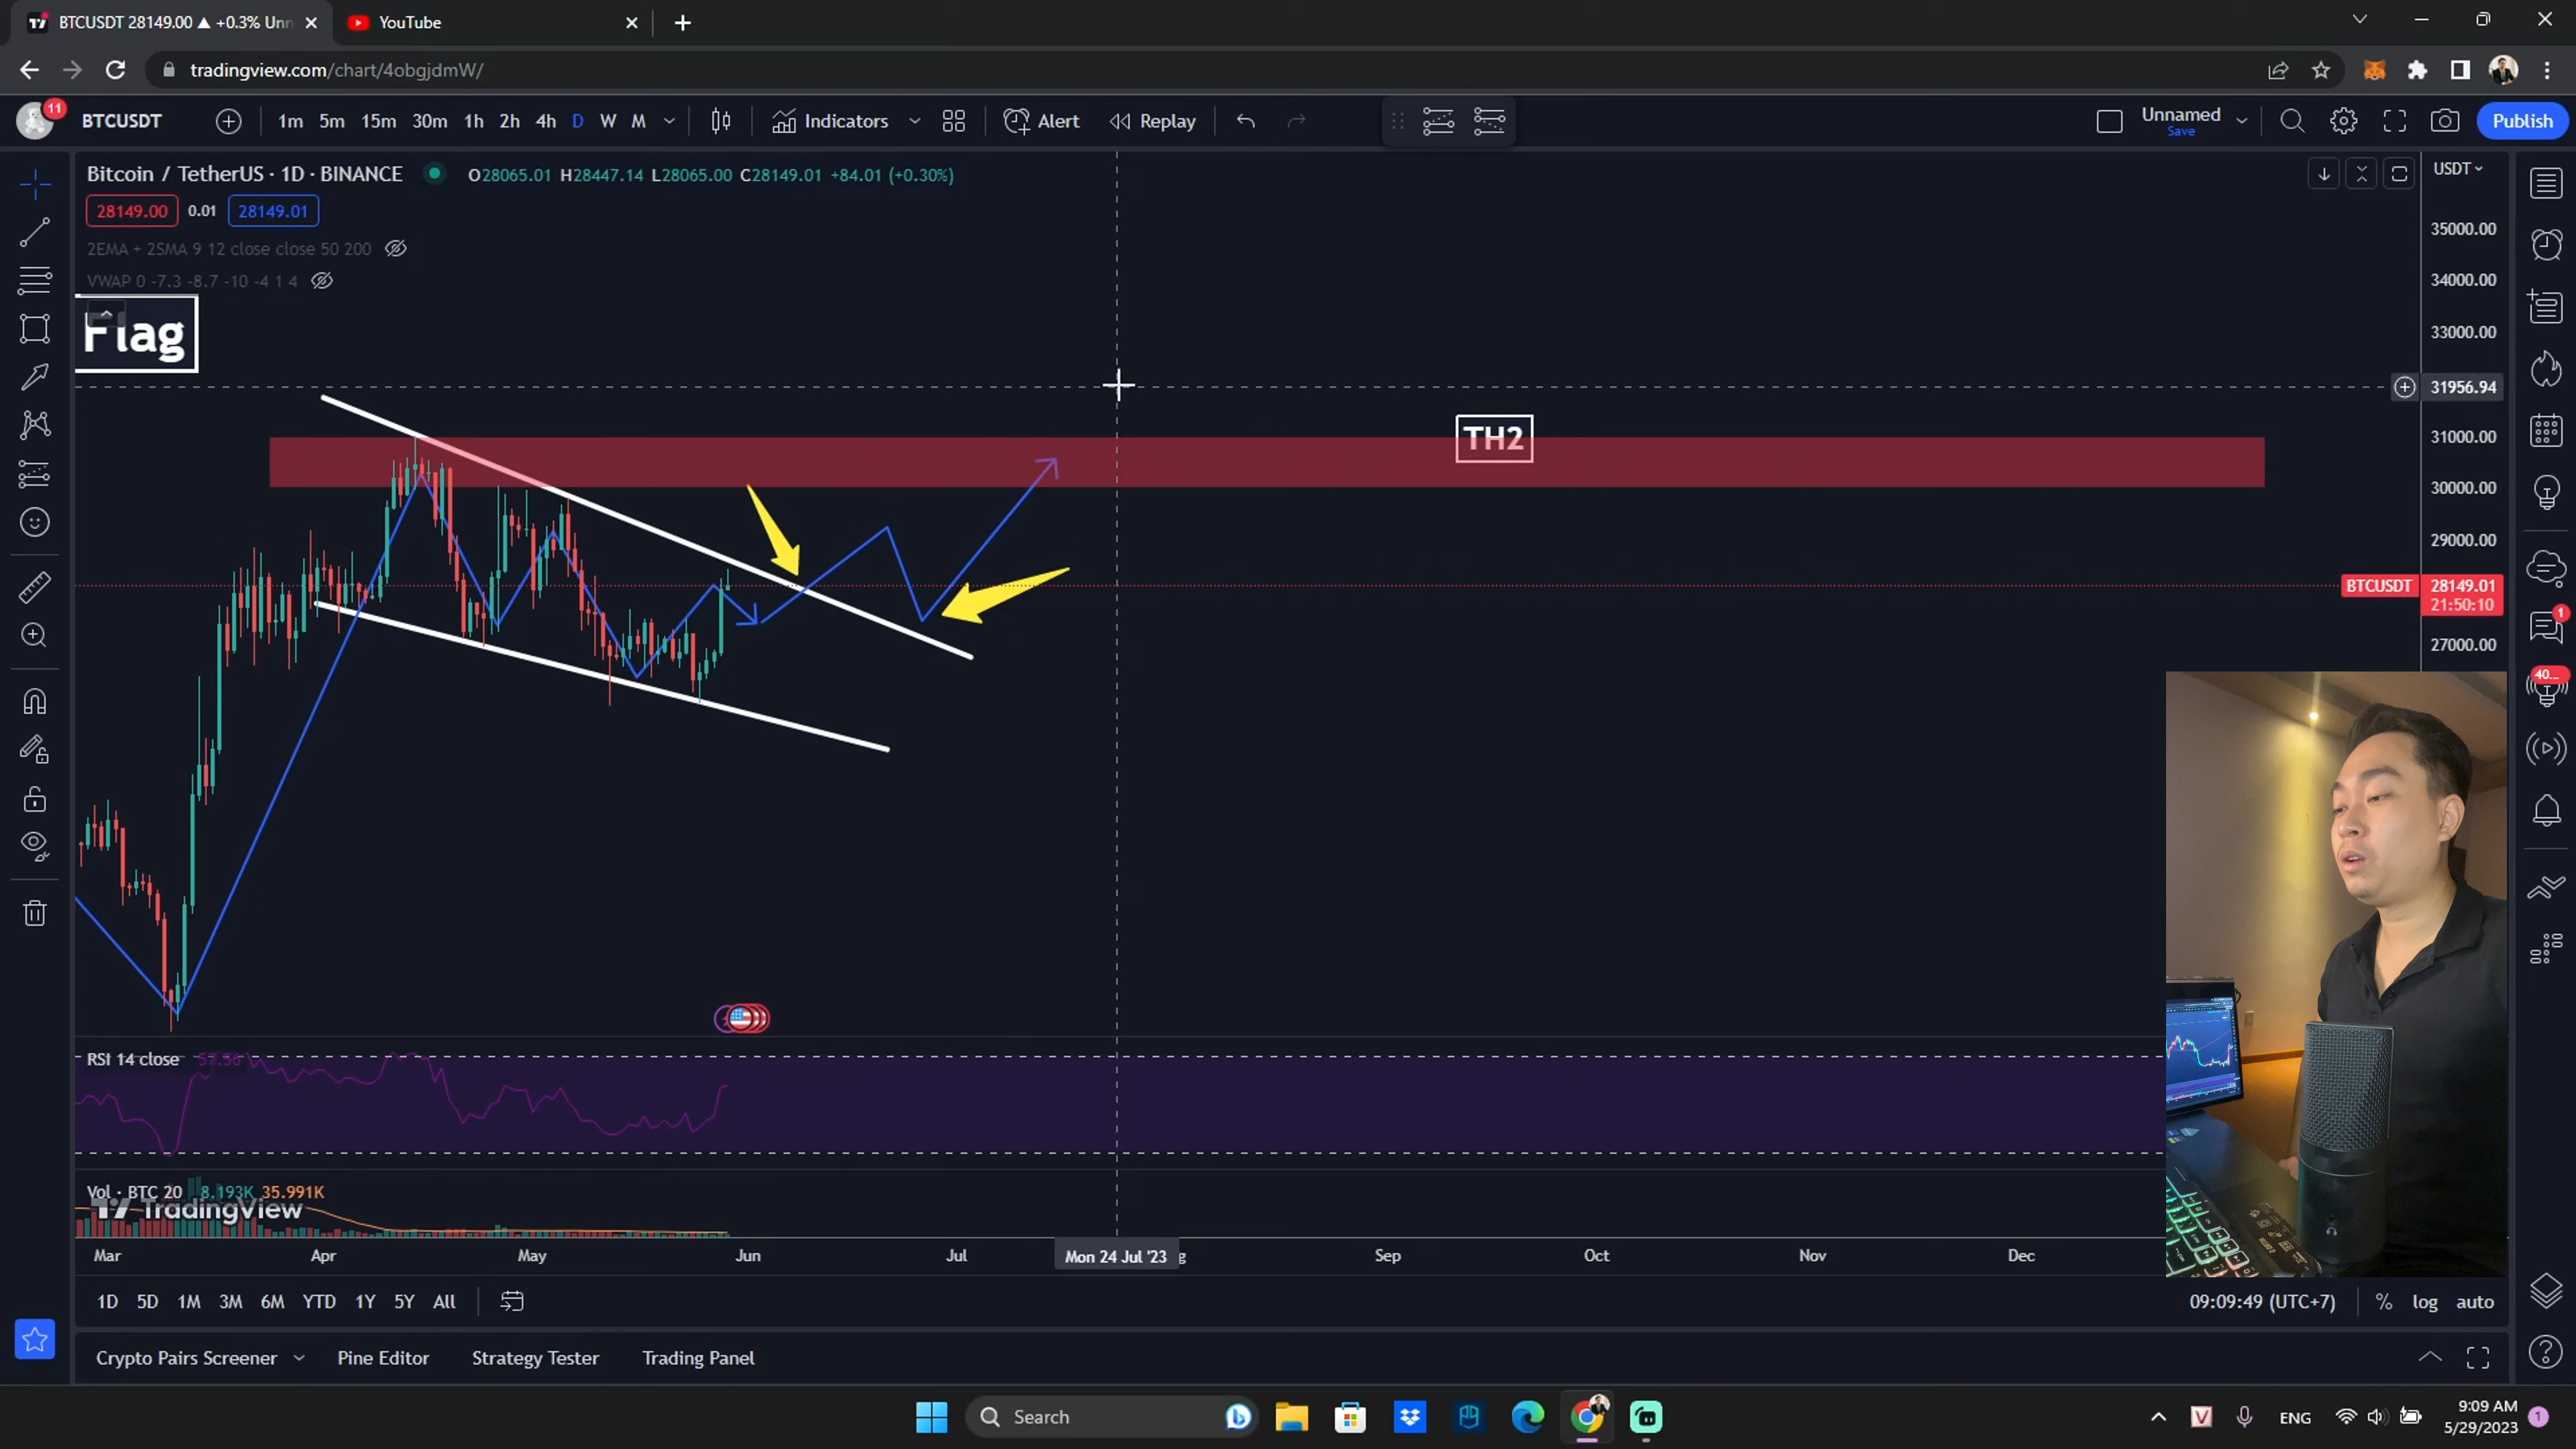 BTCUSDT 28149.00 ▲ +0.3% Unn
YouTube
tradingview.com/chart/4obgjdmW/
11
BTCUSDT
1m 5m 15m 30m 1h 2h 4h D W M
Indicators
Alert
Replay
Unnamed
Save
Publish
Bitcoin / TetherUS · 1D · BINANCE
O28065.01 H28447.14 L28065.00 C28149.01 +84.01 (+0.30%)
USDT
28149.00 0.01 28149.01
2EMA + 2SMA 9 12 close close 50 200
VWAP 0 -7.3 -8.7 -10 -4 1 4
Flag
35000.00
34000.00
33000.00
31956.94
TH2
31000.00
30000.00
29000.00
BTCUSDT 28149.01
21:50:10
27000.00
1
40...
RSI 14 close 57.56
Vol · BTC 20 8.193K 35.991K
TradingView
Mar Apr May Jun Jul Mon 24 Jul '23 Sep Oct Nov Dec
1D 5D 1M 3M 6M YTD 1Y 5Y All
09:09:49 (UTC+7) % log auto
Crypto Pairs Screener Pine Editor Strategy Tester Trading Panel
Search
ENG
9:09 AM
5/29/2023
1